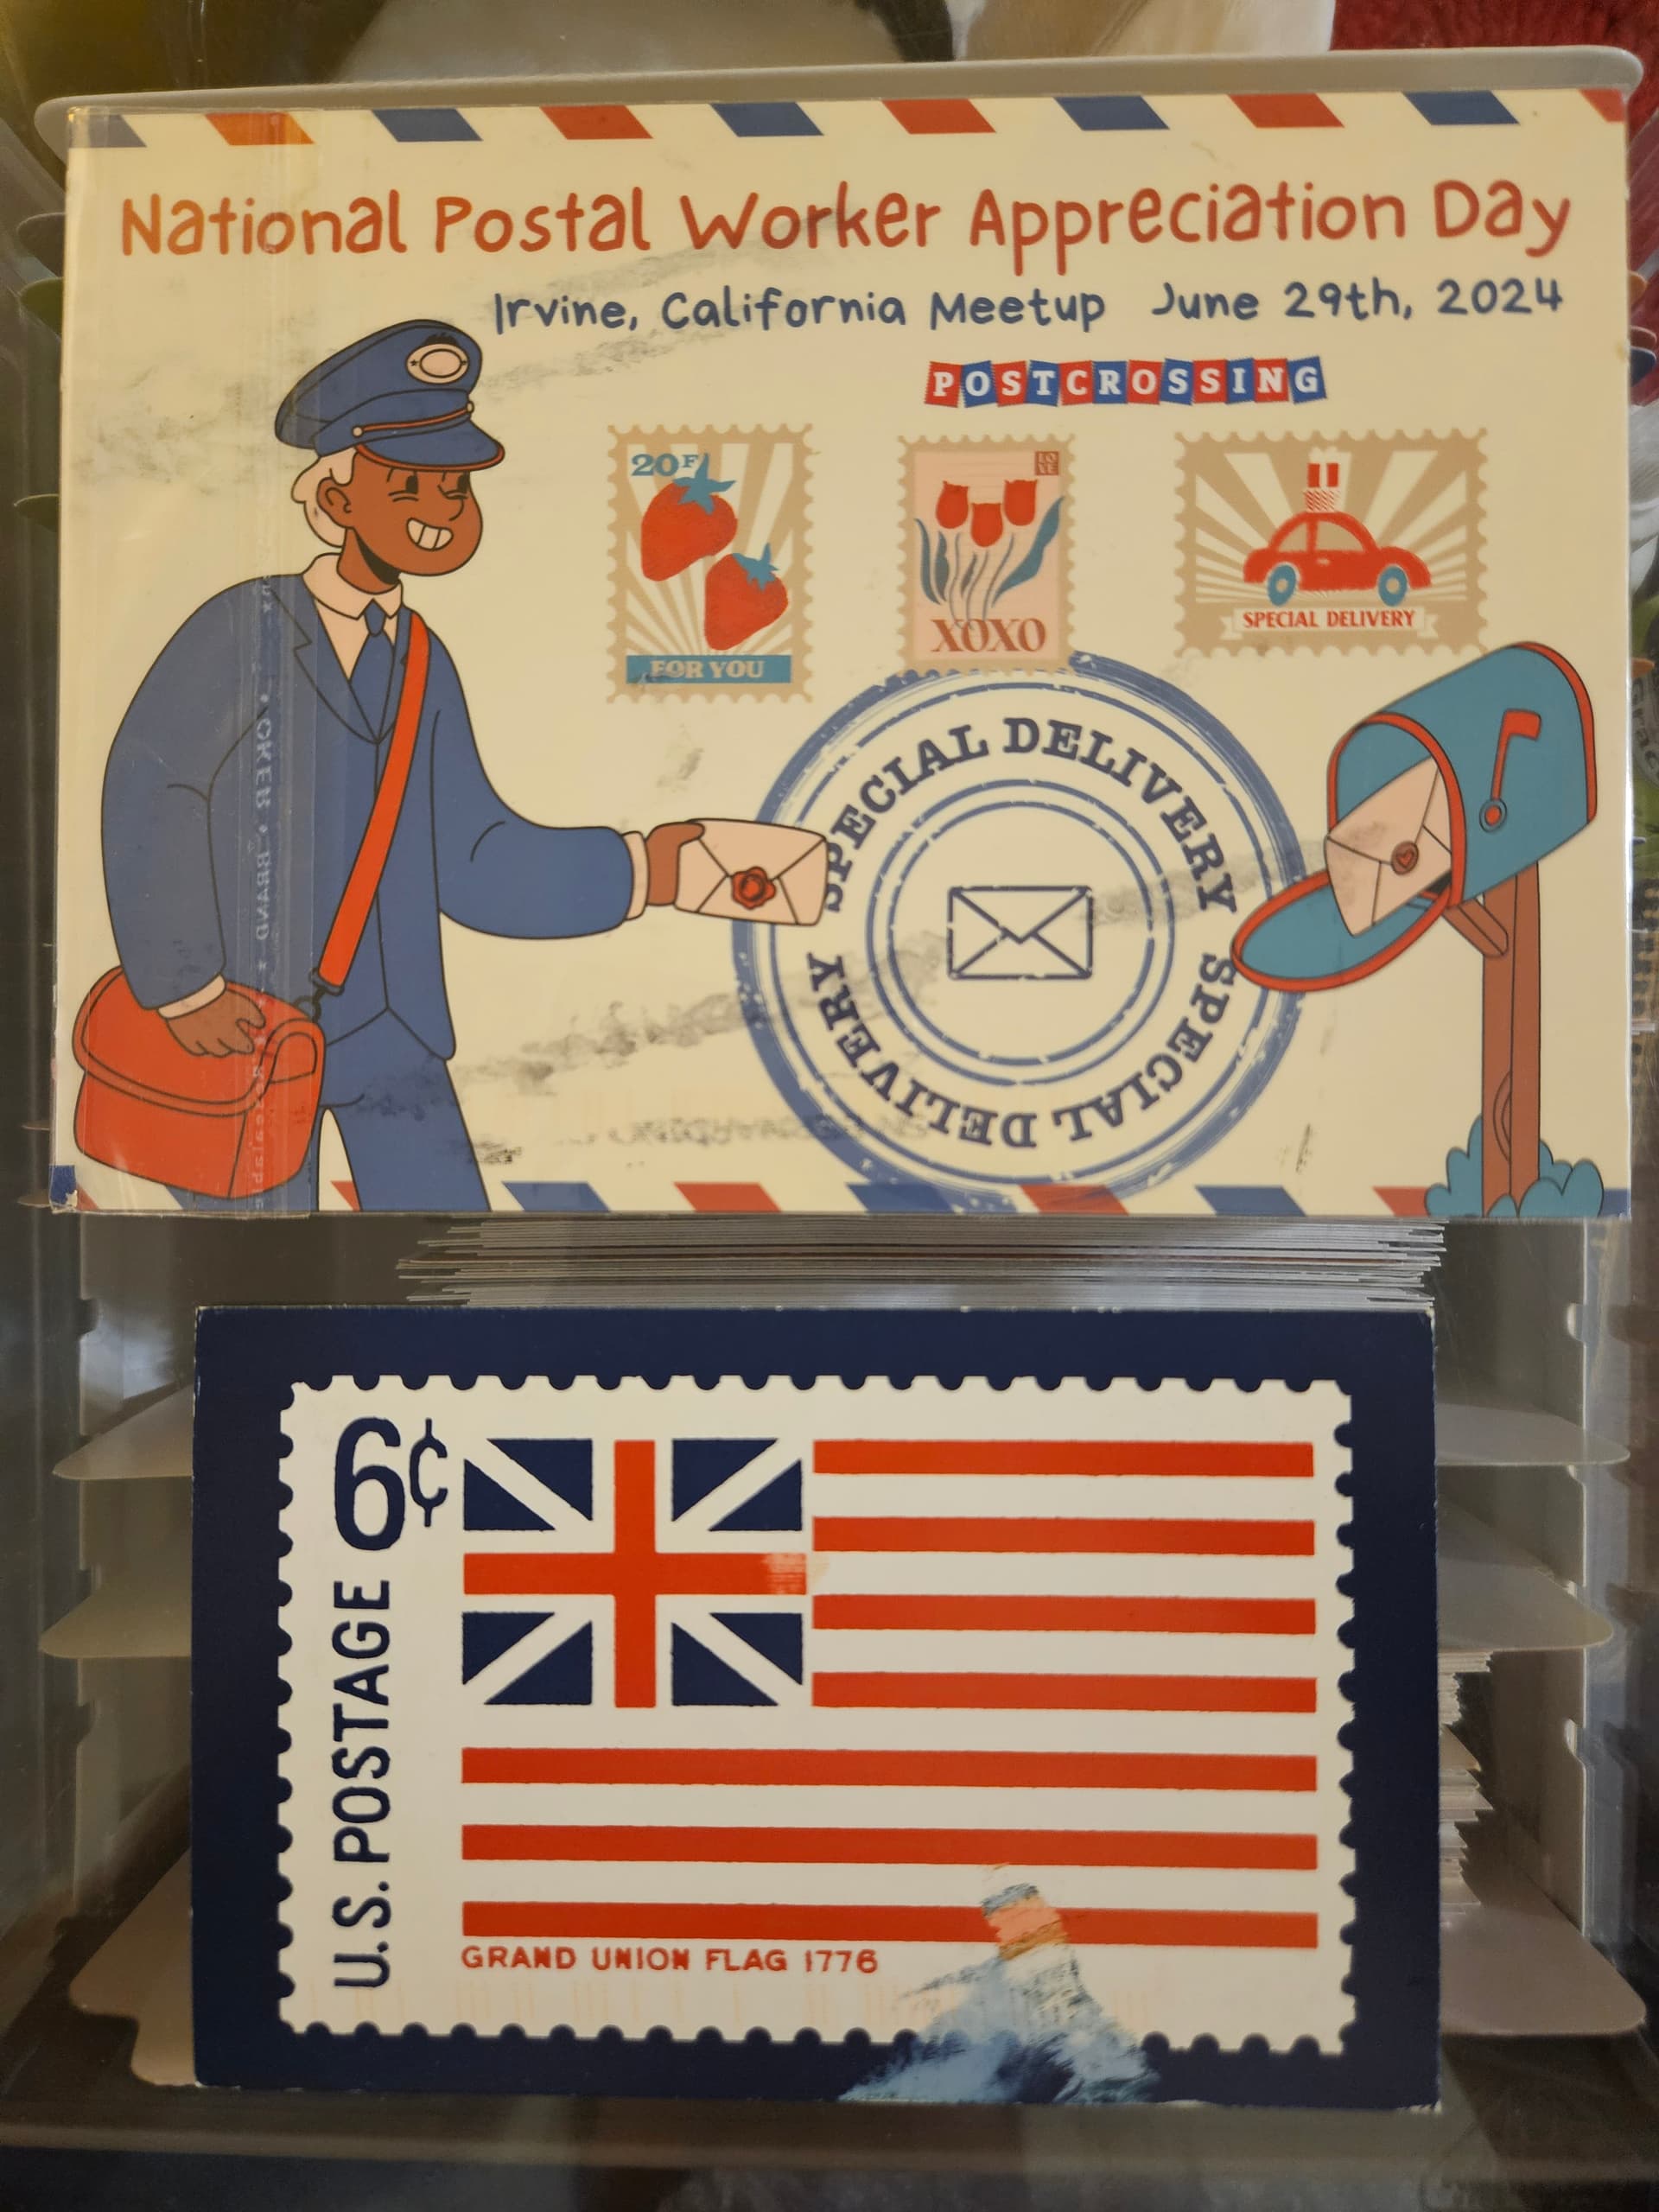 National Postal Worker Appreciation Day
Irvine, California Meetup June 29th, 2024
POSTCROSSING
20F
FOR YOU
LOVE
XOXO
SPECIAL DELIVERY
SPECIAL DELIVERY SPECIAL DELIVERY
6¢
U.S. POSTAGE
GRAND UNION FLAG 1776